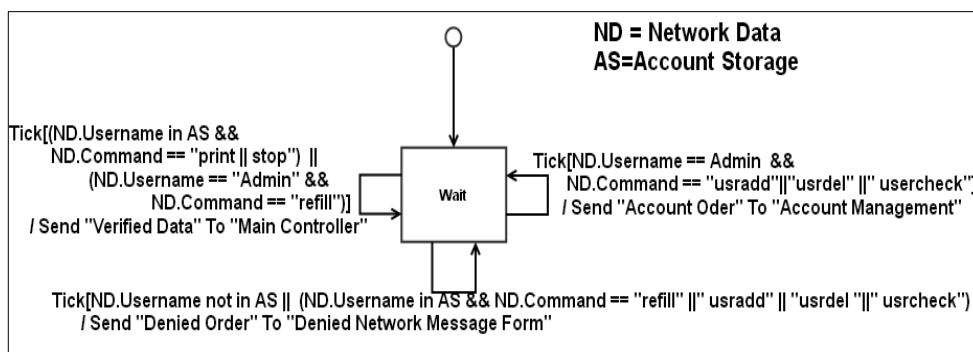 ND = Network Data
AS=Account Storage
Tick[(ND.Username in AS &&
ND.Command == "print || stop") ||
(ND.Username == "Admin" &&
ND.Command == "refill")]
/ Send "Verified Data" To "Main Controller"
Wait
Tick[ND.Username == Admin &&
ND.Command == "usradd"||"usrdel" ||" usercheck"]
/ Send "Account Oder" To "Account Management"
Tick[ND.Username not in AS || (ND.Username in AS && ND.Command == "refill" ||" usradd" || "usrdel "||" usrcheck")
/ Send "Denied Order" To "Denied Network Message Form"